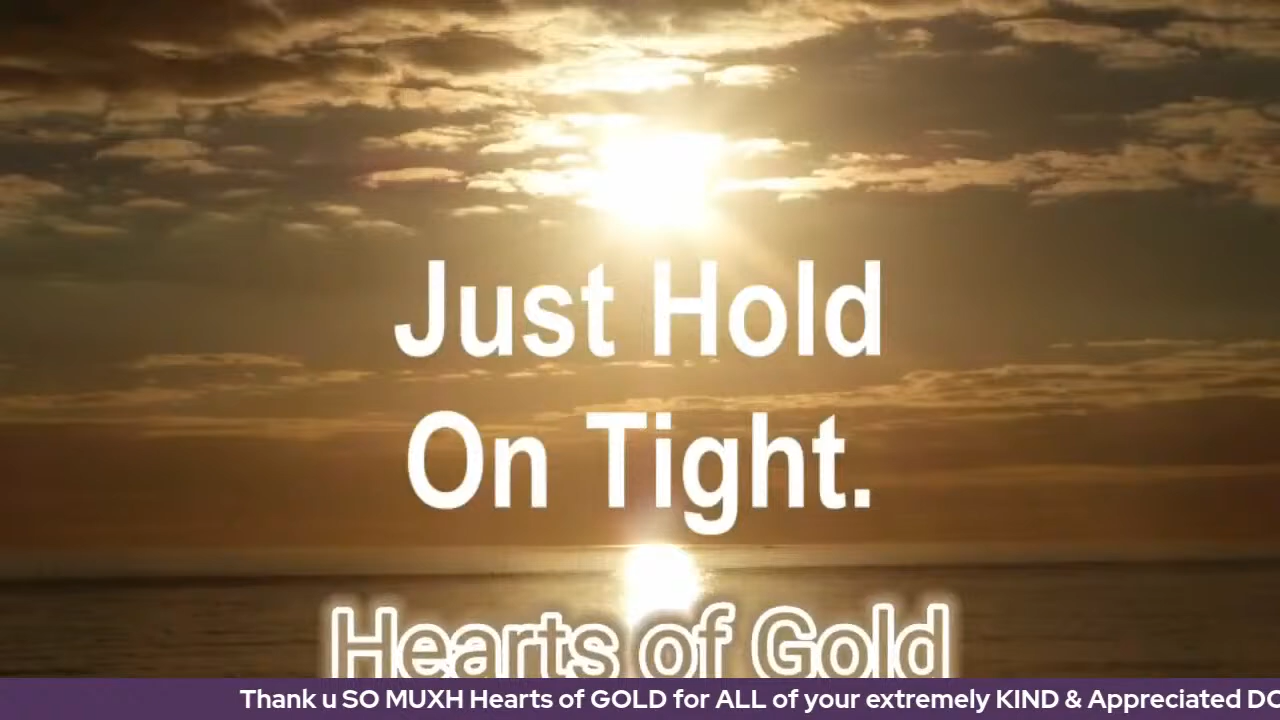 Just Hold
On Tight.
Hearts of Gold
Thank u SO MUXH Hearts of GOLD for ALL of your extremely KIND & Appreciated